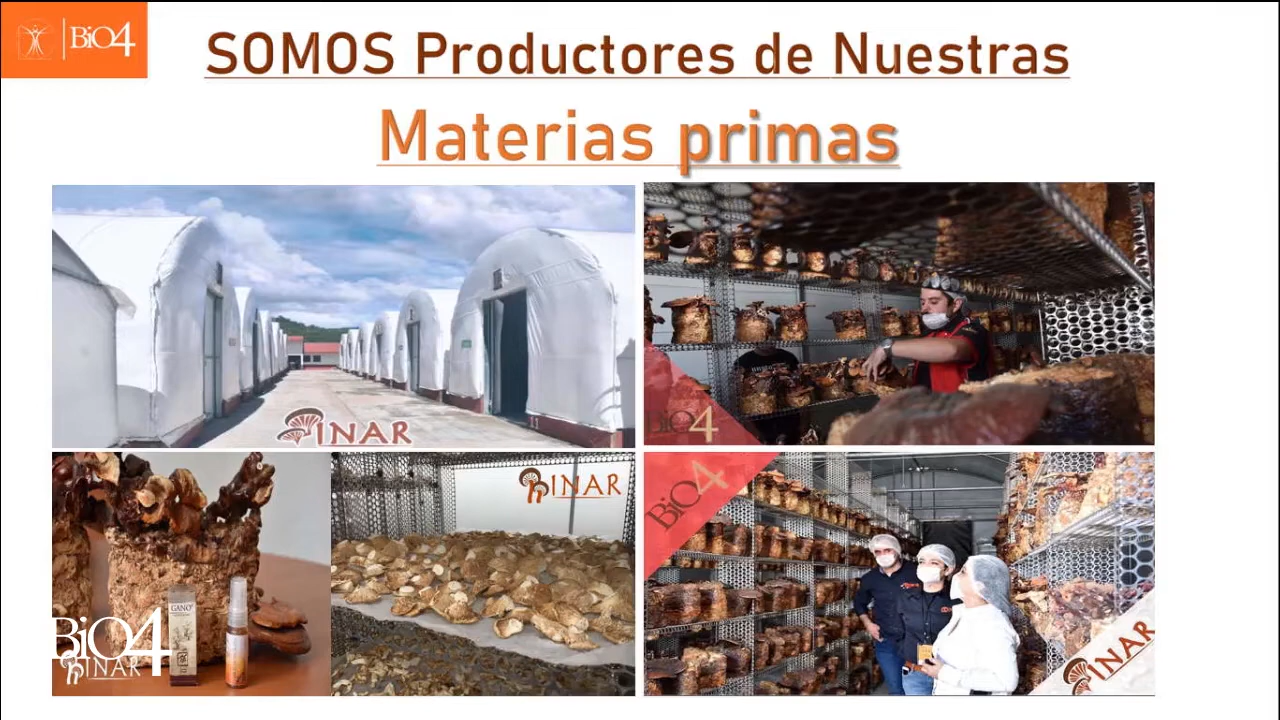 BiO4
SOMOS Productores de Nuestras
Materias primas
INAR
BiO4
INAR
GANO
BiO4
INAR
BiO4
INAR